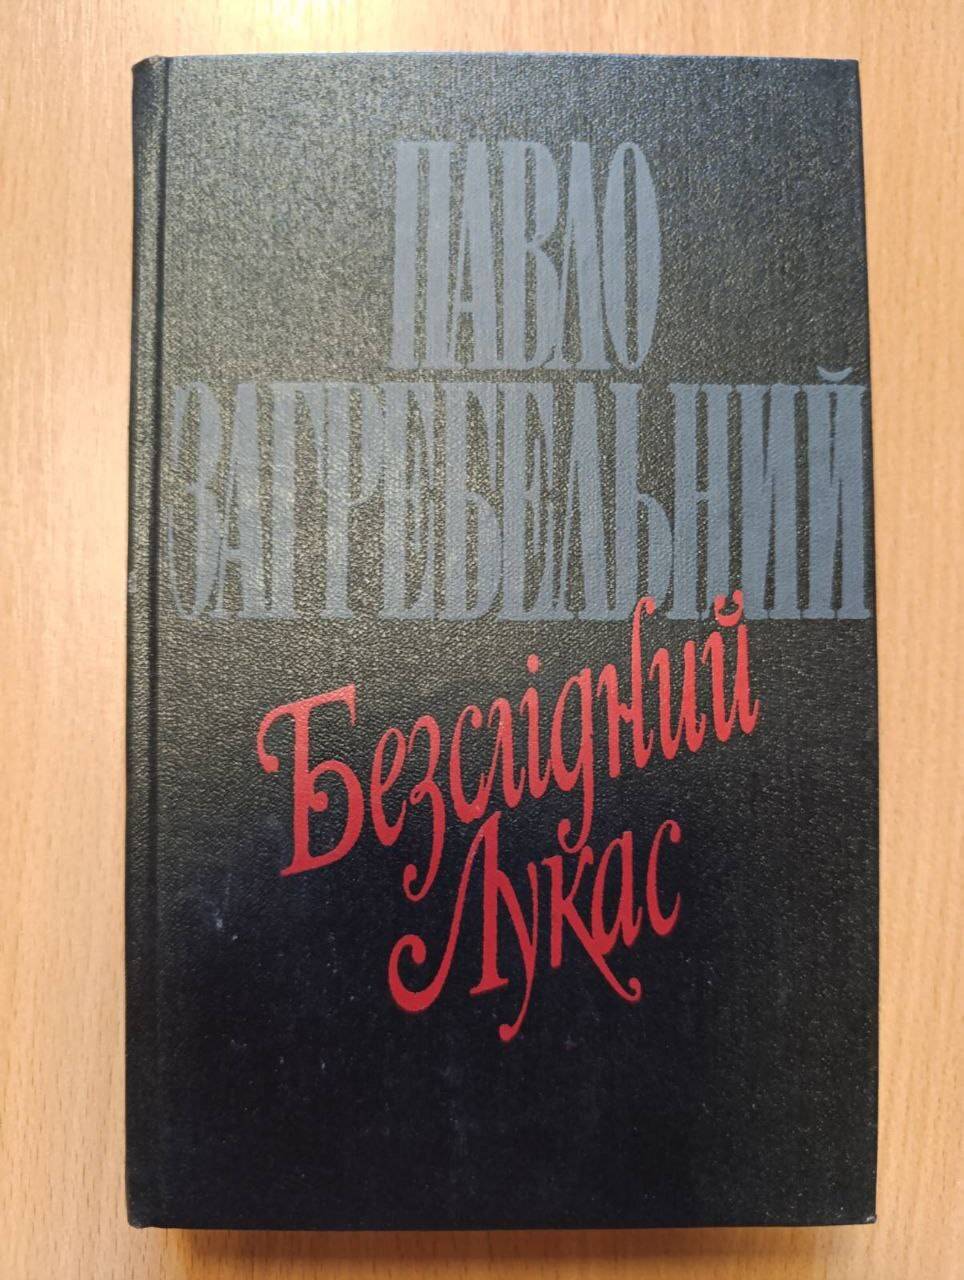 ПАВЛО
ЗАГРЕБЕЛЬНИЙ
Безслідний
Лукас